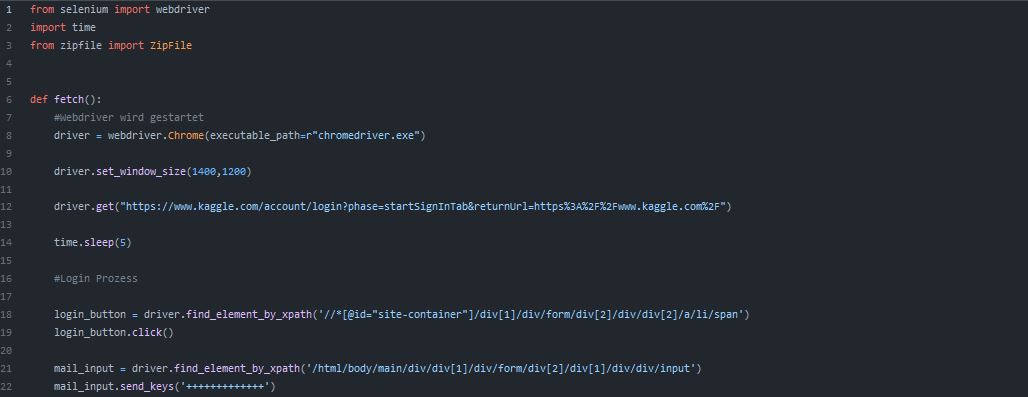 1 from selenium import webdriver
2 import time
3 from zipfile import ZipFile
4
5
6 def fetch():
7     #Webdriver wird gestartet
8     driver = webdriver.Chrome(executable_path=r"chromedriver.exe")
9
10     driver.set_window_size(1400,1200)
11
12     driver.get("https://www.kaggle.com/account/login?phase=startSignInTab&returnUrl=https%3A%2F%2Fwww.kaggle.com%2F")
13
14     time.sleep(5)
15
16     #Login Prozess
17
18     login_button = driver.find_element_by_xpath('//*[@id="site-container"]/div[1]/div/form/div[2]/div/div[2]/a/li/span')
19     login_button.click()
20
21     mail_input = driver.find_element_by_xpath('/html/body/main/div/div[1]/div/form/div[2]/div[1]/div/div/input')
22     mail_input.send_keys('+++++++++++++')